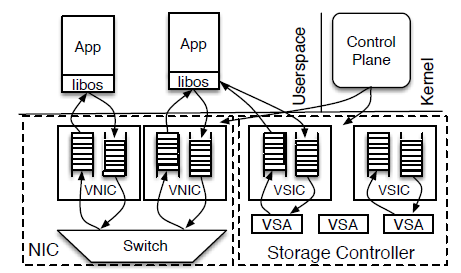 App
App
Control
Plane
libos
libos
Userspace
Kernel
VNIC
VNIC
VSIC
VSIC
VSA
VSA
VSA
NIC
Switch
Storage Controller